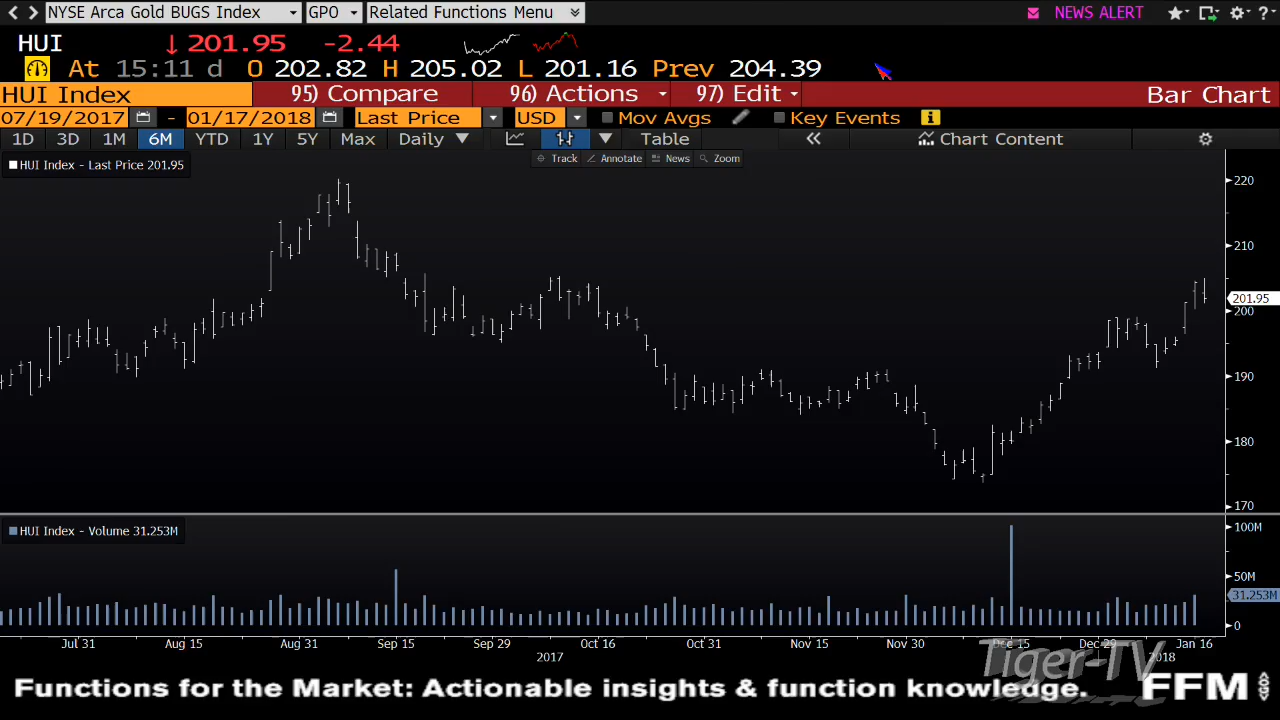 NYSE Arca Gold BUGS Index GPO Related Functions Menu NEWS ALERT ?
HUI ↓ 201.95 -2.44
At 15:11 d O 202.82 H 205.02 L 201.16 Prev 204.39
HUI Index 95) Compare 96) Actions 97) Edit Bar Chart
07/19/2017 - 01/17/2018 Last Price USD Mov Avgs Key Events
1D 3D 1M 6M YTD 1Y 5Y Max Daily ▼ Table « Chart Content
Track Annotate News Zoom
HUI Index - Last Price 201.95
220
210
201.95
200
190
180
170
HUI Index - Volume 31.253M
100M
50M
31.253M
0
Jul 31 Aug 15 Aug 31 Sep 15 Sep 29 Oct 16 Oct 31 Nov 15 Nov 30 Dec 15 Dec 29 Jan 16
2017 2018
Tiger-TV
Functions for the Market: Actionable insights & function knowledge. FFM